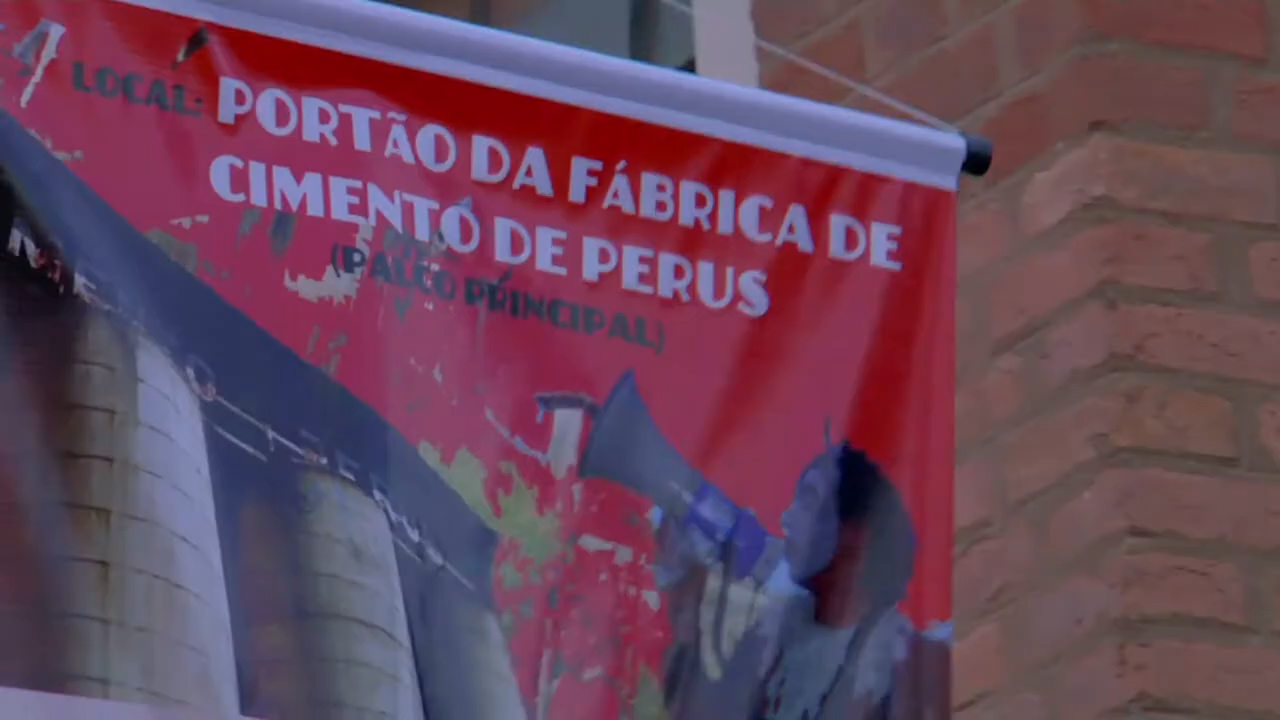 LOCAL: PORTÃO DA FÁBRICA DE
CIMENTO DE PERUS
(PALCO PRINCIPAL)